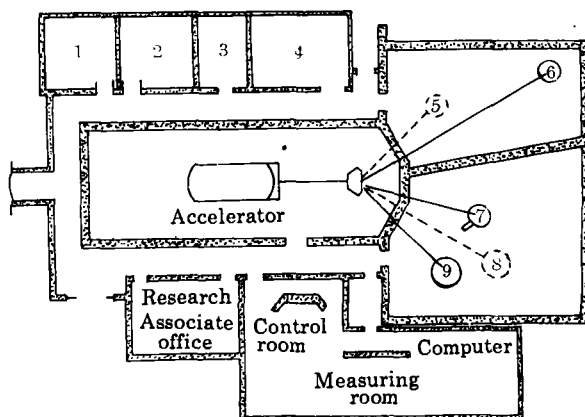 1
2
3
4
5
6
Accelerator
7
8
9
Research
Associate
office
Control
room
Computer
Measuring
room